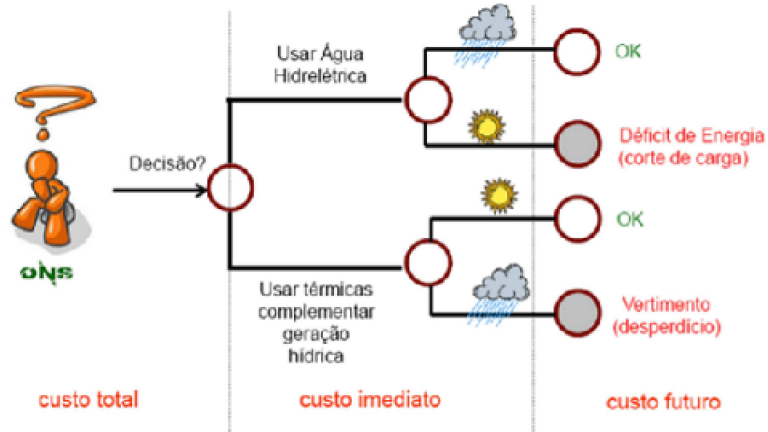 Usar Água
Hidrelétrica
OK
Déficit de Energia
(corte de carga)
Decisão?
OK
ONS
Usar térmicas
complementar
geração
hídrica
Vertimento
(desperdício)
custo total
custo imediato
custo futuro